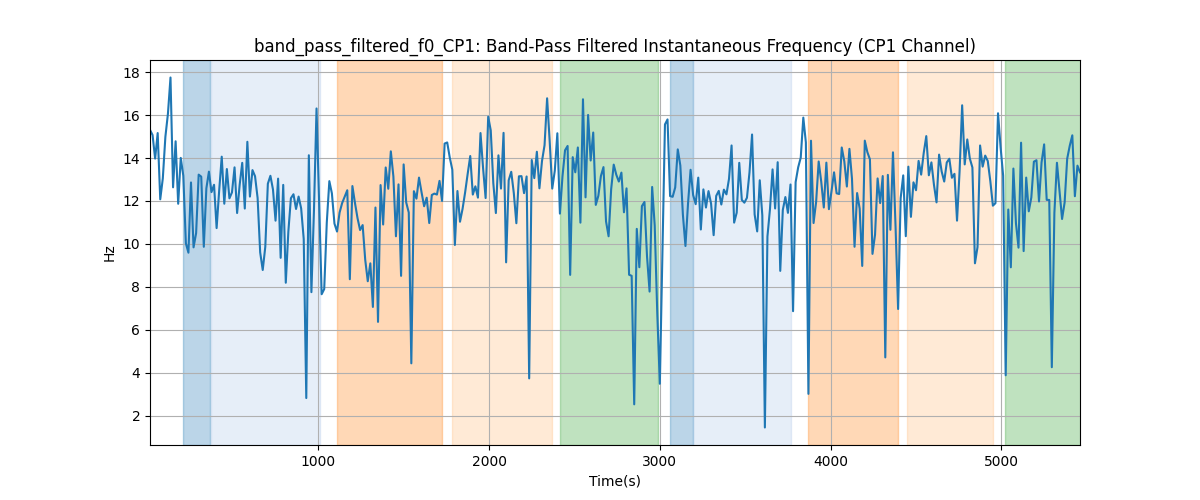 band_pass_filtered_f0_CP1: Band-Pass Filtered Instantaneous Frequency (CP1 Channel)
18
16
14
12
10
8
6
4
2
Hz
1000 2000 3000 4000 5000
Time(s)